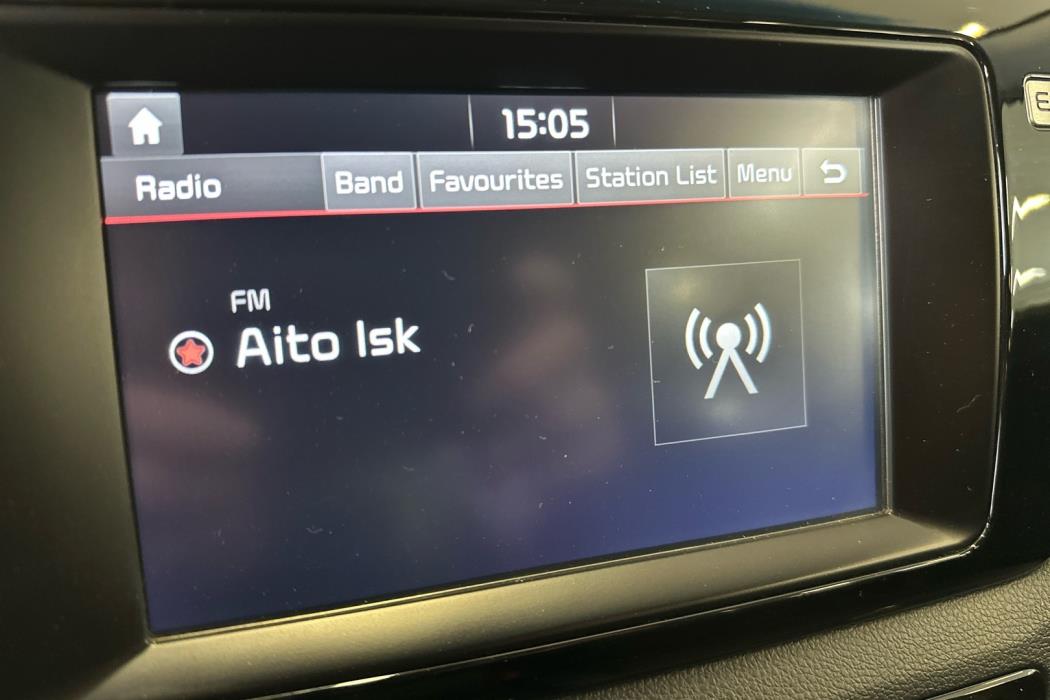 15:05
Radio
Band
Favourites
Station List
Menu
FM
Aito Isk